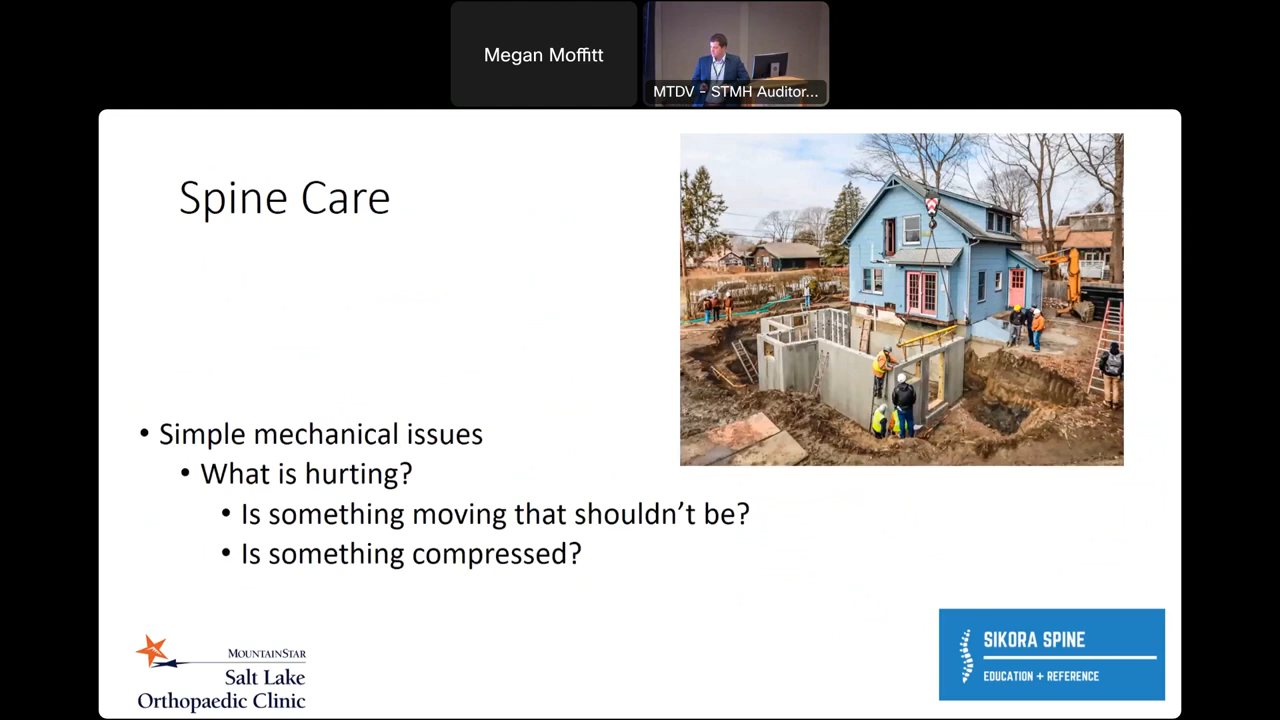 Megan Moffitt
MTDV - STMH Auditor...
Spine Care
• Simple mechanical issues
• What is hurting?
• Is something moving that shouldn't be?
• Is something compressed?
MOUNTAINSTAR
Salt Lake
Orthopaedic Clinic
SIKORA SPINE
EDUCATION + REFERENCE